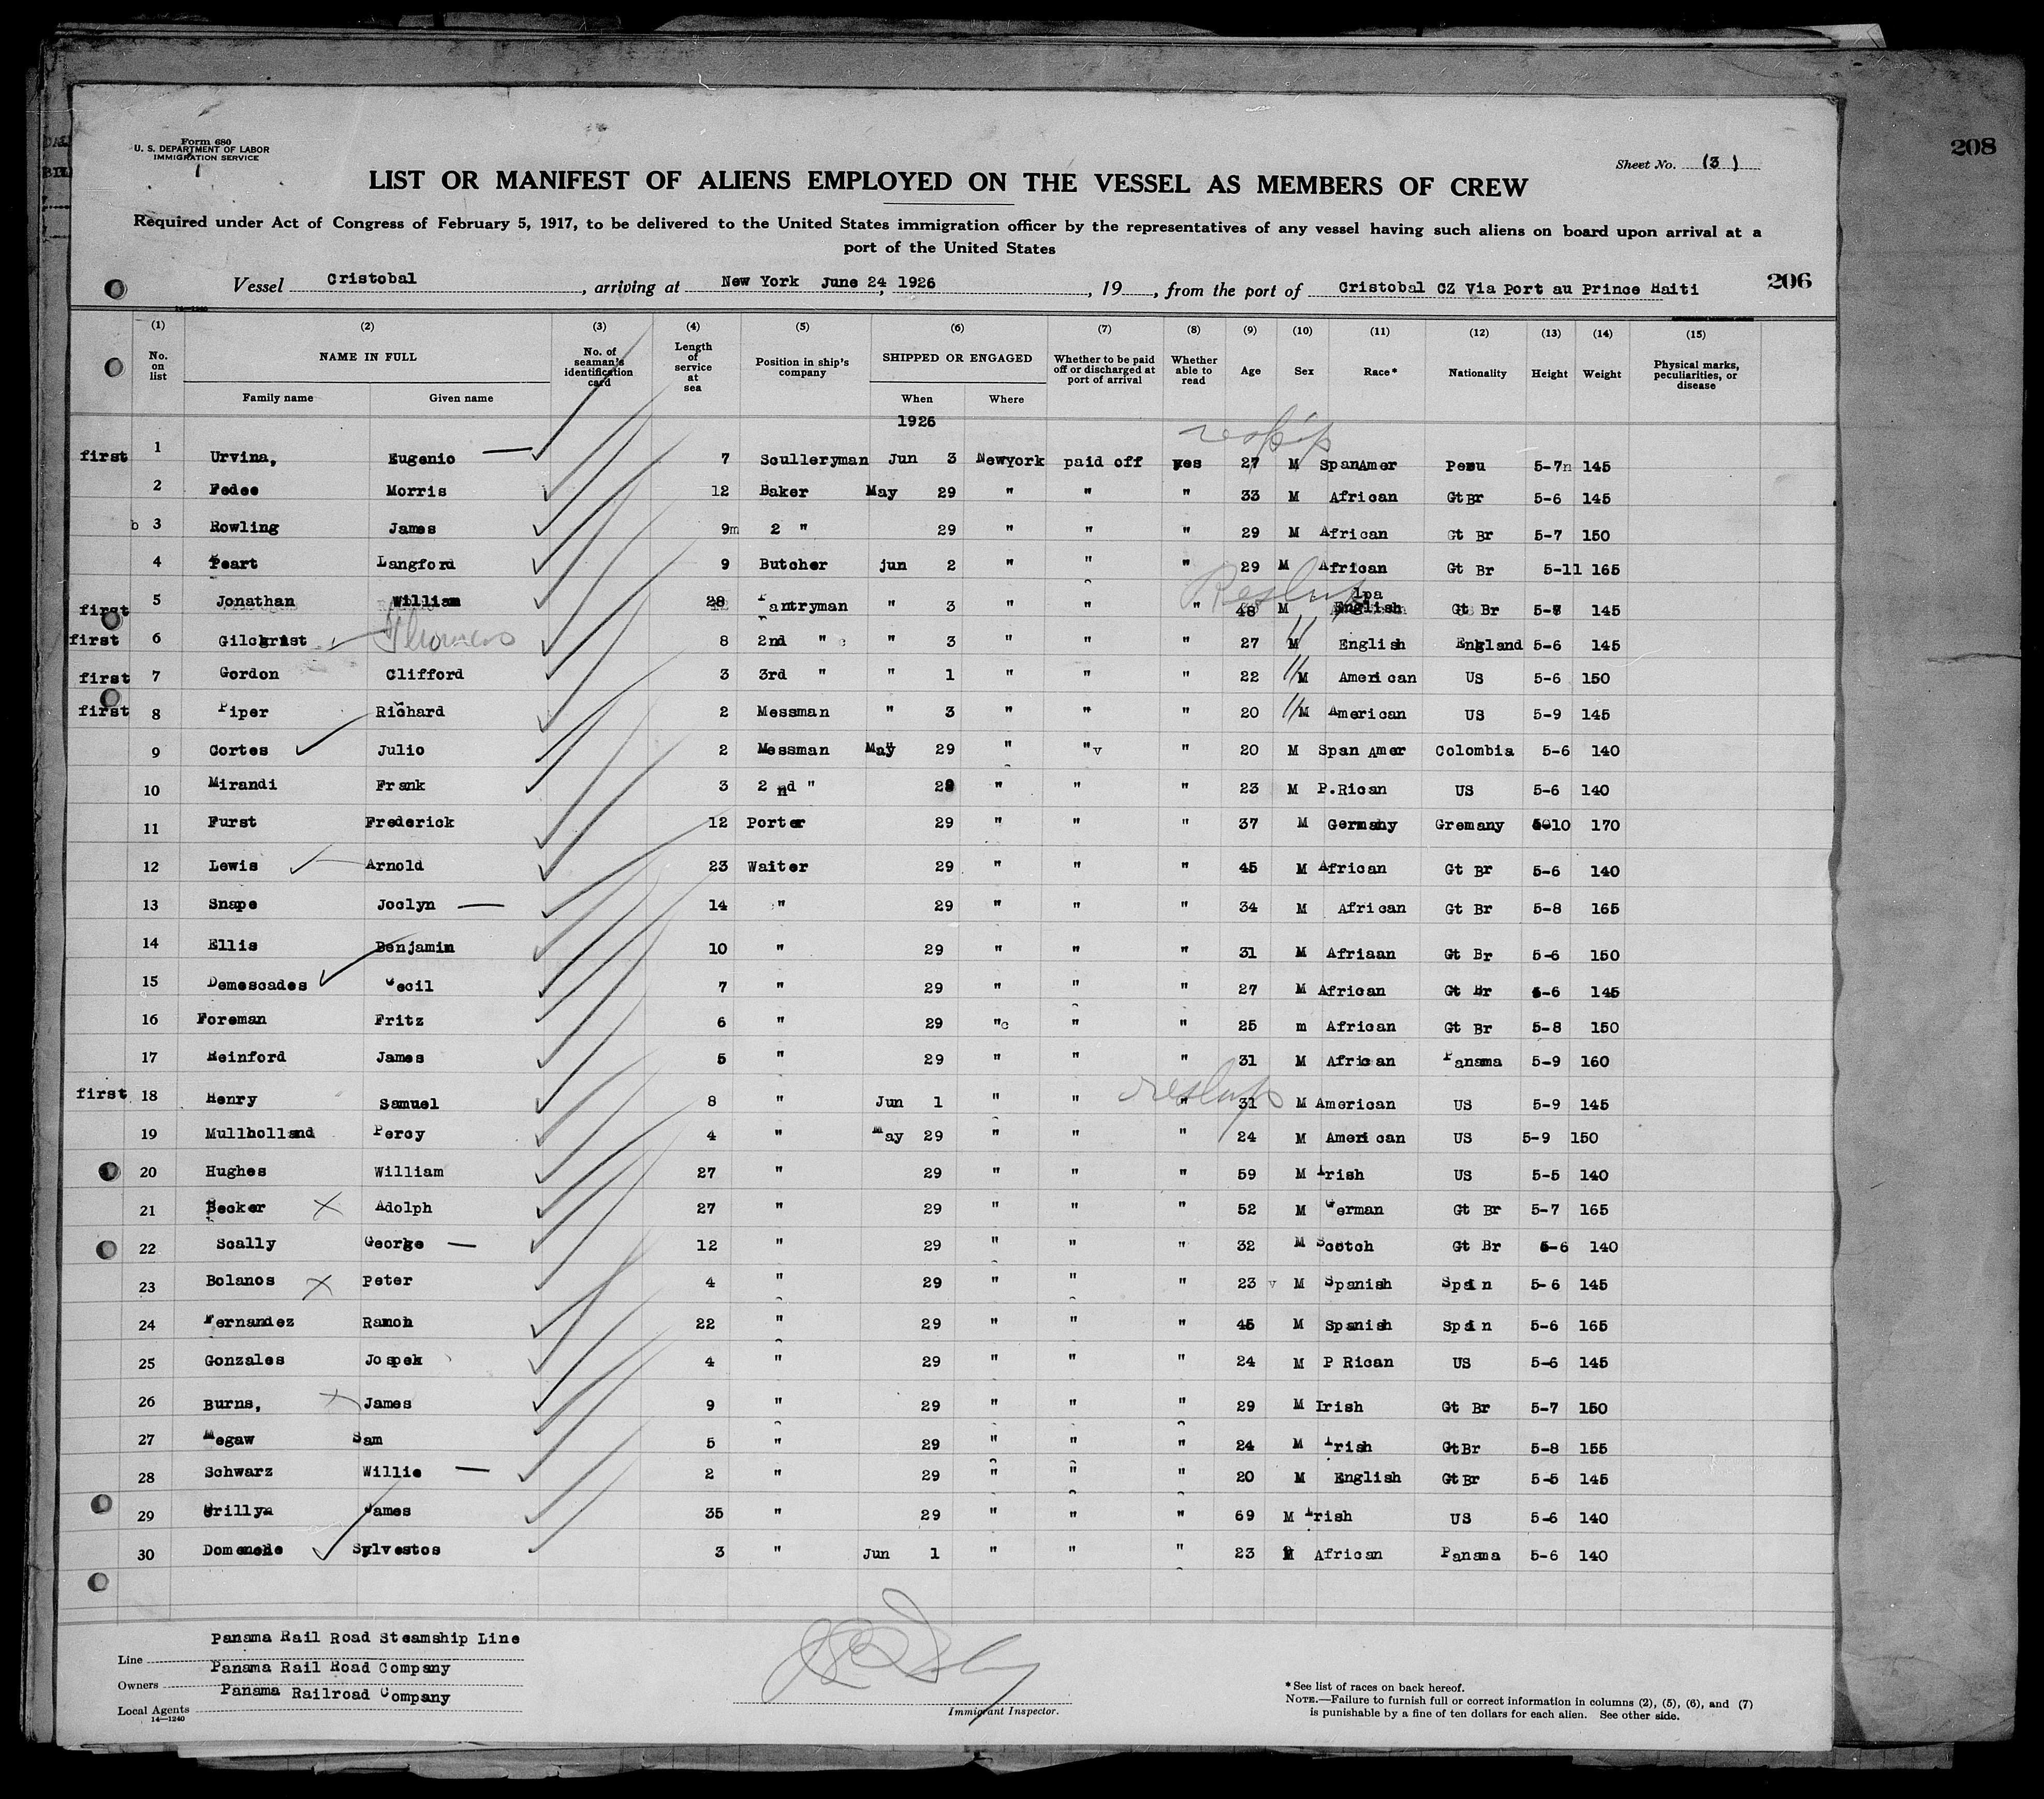 208
Form 680
U. S. DEPARTMENT OF LABOR
IMMIGRATION SERVICE
Sheet No. (3)
LIST OR MANIFEST OF ALIENS EMPLOYED ON THE VESSEL AS MEMBERS OF CREW
Required under Act of Congress of February 5, 1917, to be delivered to the United States immigration officer by the representatives of any vessel having such aliens on board upon arrival at a
port of the United States
206
Vessel Cristobal, arriving at New York June 24, 1926, 19, from the port of Cristobal CZ Via Port au Prince Haiti
(1) (2) (3) (4) (5) (6) (7) (8) (9) (10) (11) (12) (13) (14) (15)
No. on list NAME IN FULL No. of seaman's identification card Length of service at sea Position in ship's company SHIPPED OR ENGAGED Whether to be paid off or discharged at port of arrival Whether able to read Age Sex Race* Nationality Height Weight Physical marks, peculiarities, or disease
Family name Given name When Where
1926
reship
first 1 Urvina, Eugenio 7 Sculleryman Jun 3 NewYork paid off yes 27 M SpanAmer Peru 5-7n 145
2 Fedee Morris 12 Baker May 29 " " " 33 M African GtBr 5-6 145
b 3 Rowling James 9m 2 " 29 " " " 29 M African Gt Br 5-7 150
4 Peart Langford 9 Butcher jun 2 " " " 29 M African Gt Br 5-11 165
Reship
first 5 Jonathan William 28 Pantryman " 3 " " " 48 M English Gt Br 5-8 145
first 6 Gilchrist Thomas 8 2nd " " 3 " " " 27 M English England 5-6 145
first 7 Gordon Clifford 3 3rd " " 1 " " " 22 " M American US 5-6 150
first 8 Piper Richard 2 Messman " 3 " " " 20 " M American US 5-9 145
9 Cortes Julio 2 Messman May 29 " "v " 20 M Span Amer Colombia 5-6 140
10 Mirandi Frank 3 2nd " 29 " " " 23 M P.Rican US 5-6 140
11 Furst Frederick 12 Porter 29 " " " 37 M Germany Gremany 5-10 170
12 Lewis Arnold 23 Waiter 29 " " " 45 M African Gt Br 5-6 140
13 Snape Joclyn 14 " 29 " " " 34 M African Gt Br 5-8 165
14 Ellis Benjamin 10 " 29 " " " 31 M Afriaan Gt Br 5-6 150
15 Demescades Cecil 7 " 29 " " " 27 M African Gt Br 5-6 145
16 Foreman Fritz 6 " 29 "c " " 25 m African Gt Br 5-8 150
17 Reinford James 5 " 29 " " " 31 M African Panama 5-9 160
reship
first 18 Henry Samuel 8 " Jun 1 " " " 31 M American US 5-9 145
19 Mullholland Percy 4 " May 29 " " " 24 M American US 5-9 150
20 Hughes William 27 " 29 " " " 59 M Irish US 5-5 140
21 Becker Adolph 27 " 29 " " " 52 M German Gt Br 5-7 165
22 Scally George 12 " 29 " " " 32 M Scotch Gt Br 5-6 140
23 Bolanos Peter 4 " 29 " " " 23 v M Spanish Spain 5-6 145
24 Fernandez Ramon 22 " 29 " " " 45 M Spanish Spain 5-6 165
25 Gonzales Jospeh 4 " 29 " " " 24 M P Rican US 5-6 145
26 Burns, James 9 " 29 " " " 29 M Irish Gt Br 5-7 150
27 Megaw Sam 5 " 29 " " " 24 M Irish GtBr 5-8 155
28 Schwarz Willie 2 " 29 " " " 20 M English GtBr 5-5 145
29 James 35 " 29 " " " 69 M Irish US 5-6 140
30 Sylvestos 3 " Jun 1 " " " 23 M African Panama 5-6 140
Line Panama Rail Road Steamship Line
Owners Panama Rail Road Company
Local Agents Panama Railroad Company
14—1240
Immigrant Inspector.
* See list of races on back hereof.
NOTE.—Failure to furnish full or correct information in columns (2), (5), (6), and (7)
is punishable by a fine of ten dollars for each alien. See other side.